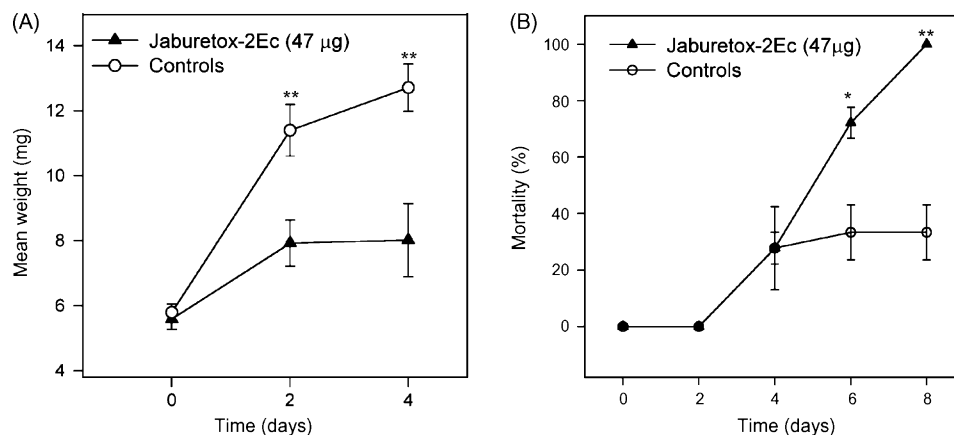 (A)
Jaburetox-2Ec (47 μg)
Controls
**
**
Mean weight (mg)
14
12
10
8
6
4
0
2
4
Time (days)
(B)
Jaburetox-2Ec (47μg)
Controls
**
*
Mortality (%)
100
80
60
40
20
0
0
2
4
6
8
Time (days)